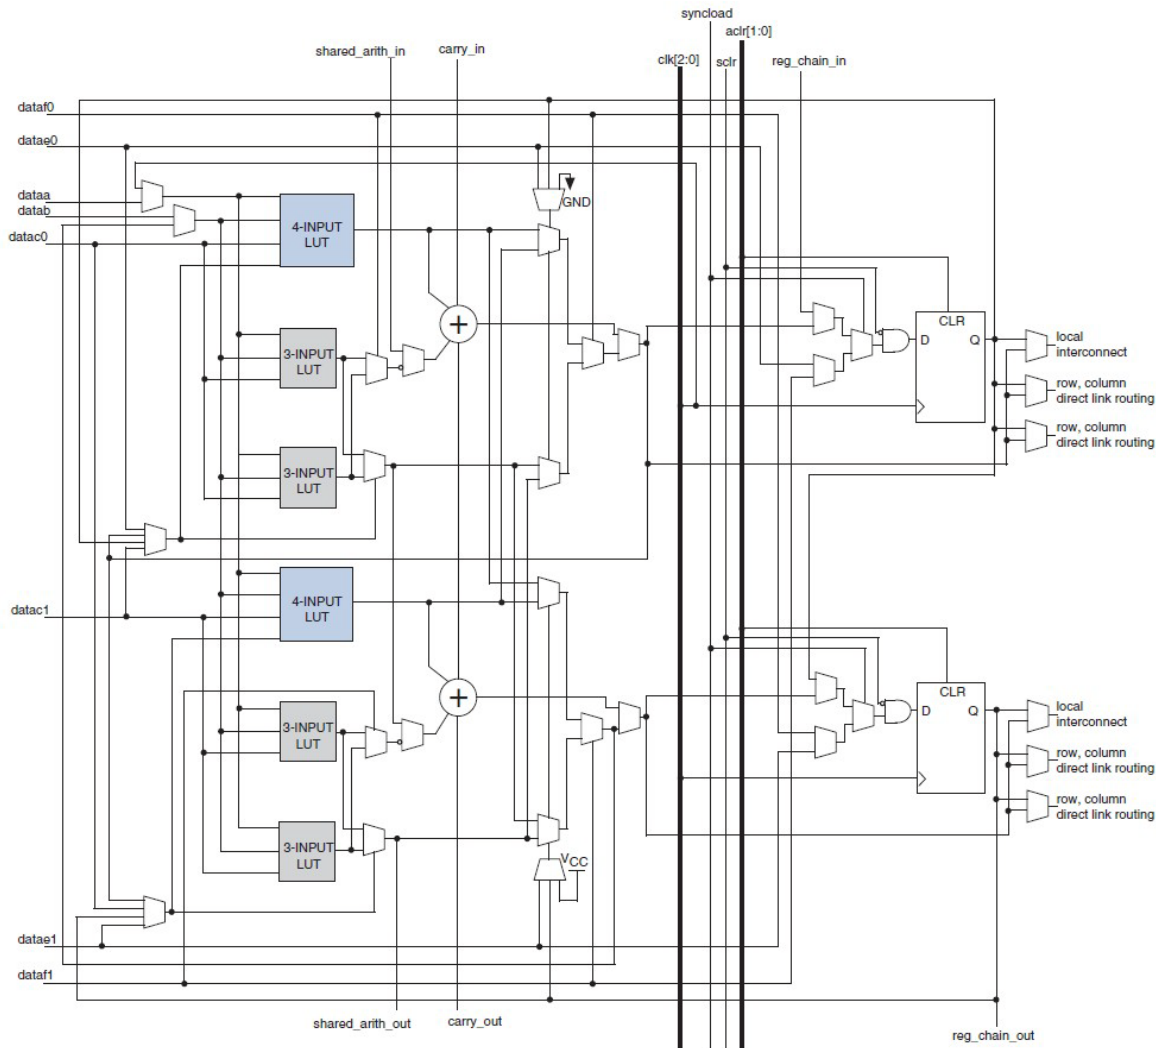 syncload
aclr[1:0]
shared_arith_in
carry_in
clk[2:0]
sclr
reg_chain_in
dataf0
datae0
dataa
datab
datac0
GND
4-INPUT
LUT
3-INPUT
LUT
3-INPUT
LUT
+
CLR
D
Q
local
interconnect
row, column
direct link routing
row, column
direct link routing
datac1
4-INPUT
LUT
3-INPUT
LUT
3-INPUT
LUT
+
CLR
D
Q
local
interconnect
row, column
direct link routing
row, column
direct link routing
VCC
datae1
dataf1
shared_arith_out
carry_out
reg_chain_out